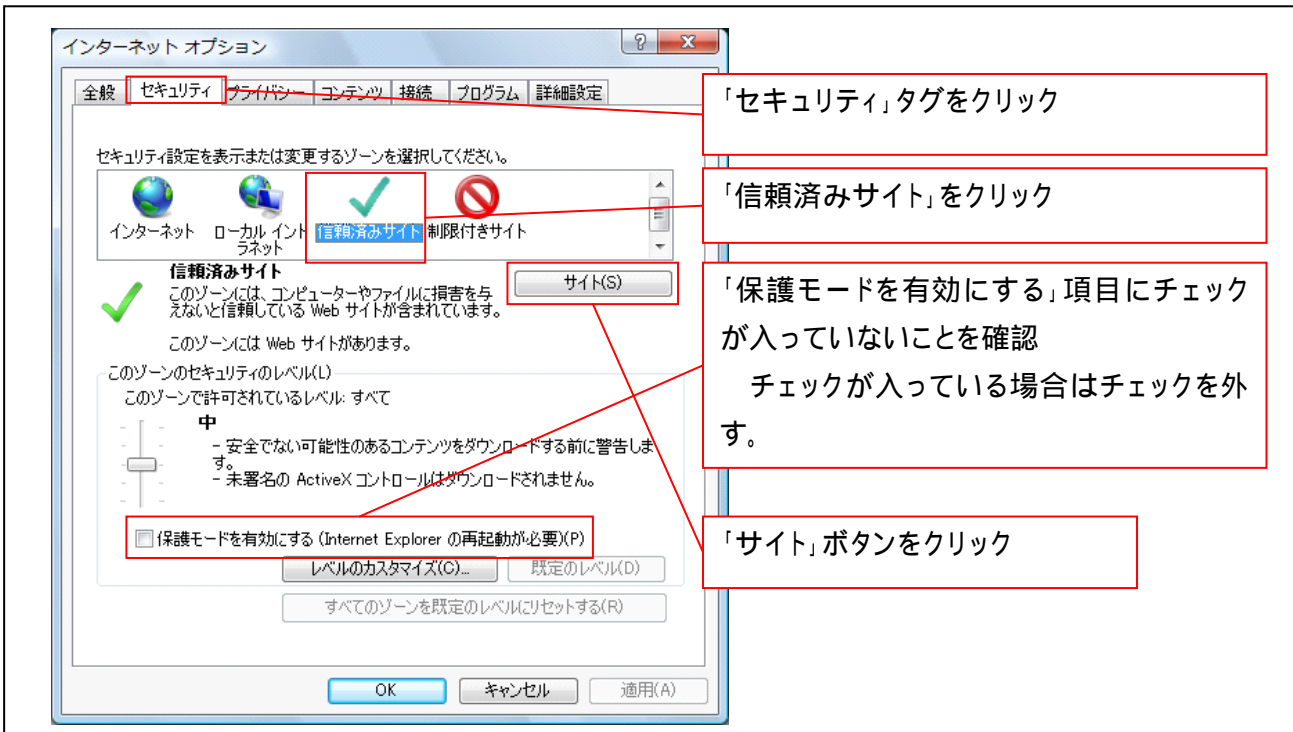 インターネット オプション
全般 セキュリティ プライバシー コンテンツ 接続 プログラム 詳細設定
セキュリティ設定を表示または変更するゾーンを選択してください。
インターネット ローカル イントラネット 信頼済みサイト 制限付きサイト
信頼済みサイト
このゾーンには、コンピューターやファイルに損害を与
えないと信頼している Web サイトが含まれています。
サイト(S)
このゾーンには Web サイトがあります。
このゾーンのセキュリティのレベル(L)
このゾーンで許可されているレベル: すべて
中
- 安全でない可能性のあるコンテンツをダウンロードする前に警告しま
す。
- 未署名の ActiveX コントロールはダウンロードされません。
保護モードを有効にする (Internet Explorer の再起動が必要)(P)
レベルのカスタマイズ(C)... 既定のレベル(D)
すべてのゾーンを既定のレベルにリセットする(R)
OK キャンセル 適用(A)
「セキュリティ」タグをクリック
「信頼済みサイト」をクリック
「保護モードを有効にする」項目にチェック
が入っていないことを確認
チェックが入っている場合はチェックを外
す。
「サイト」ボタンをクリック